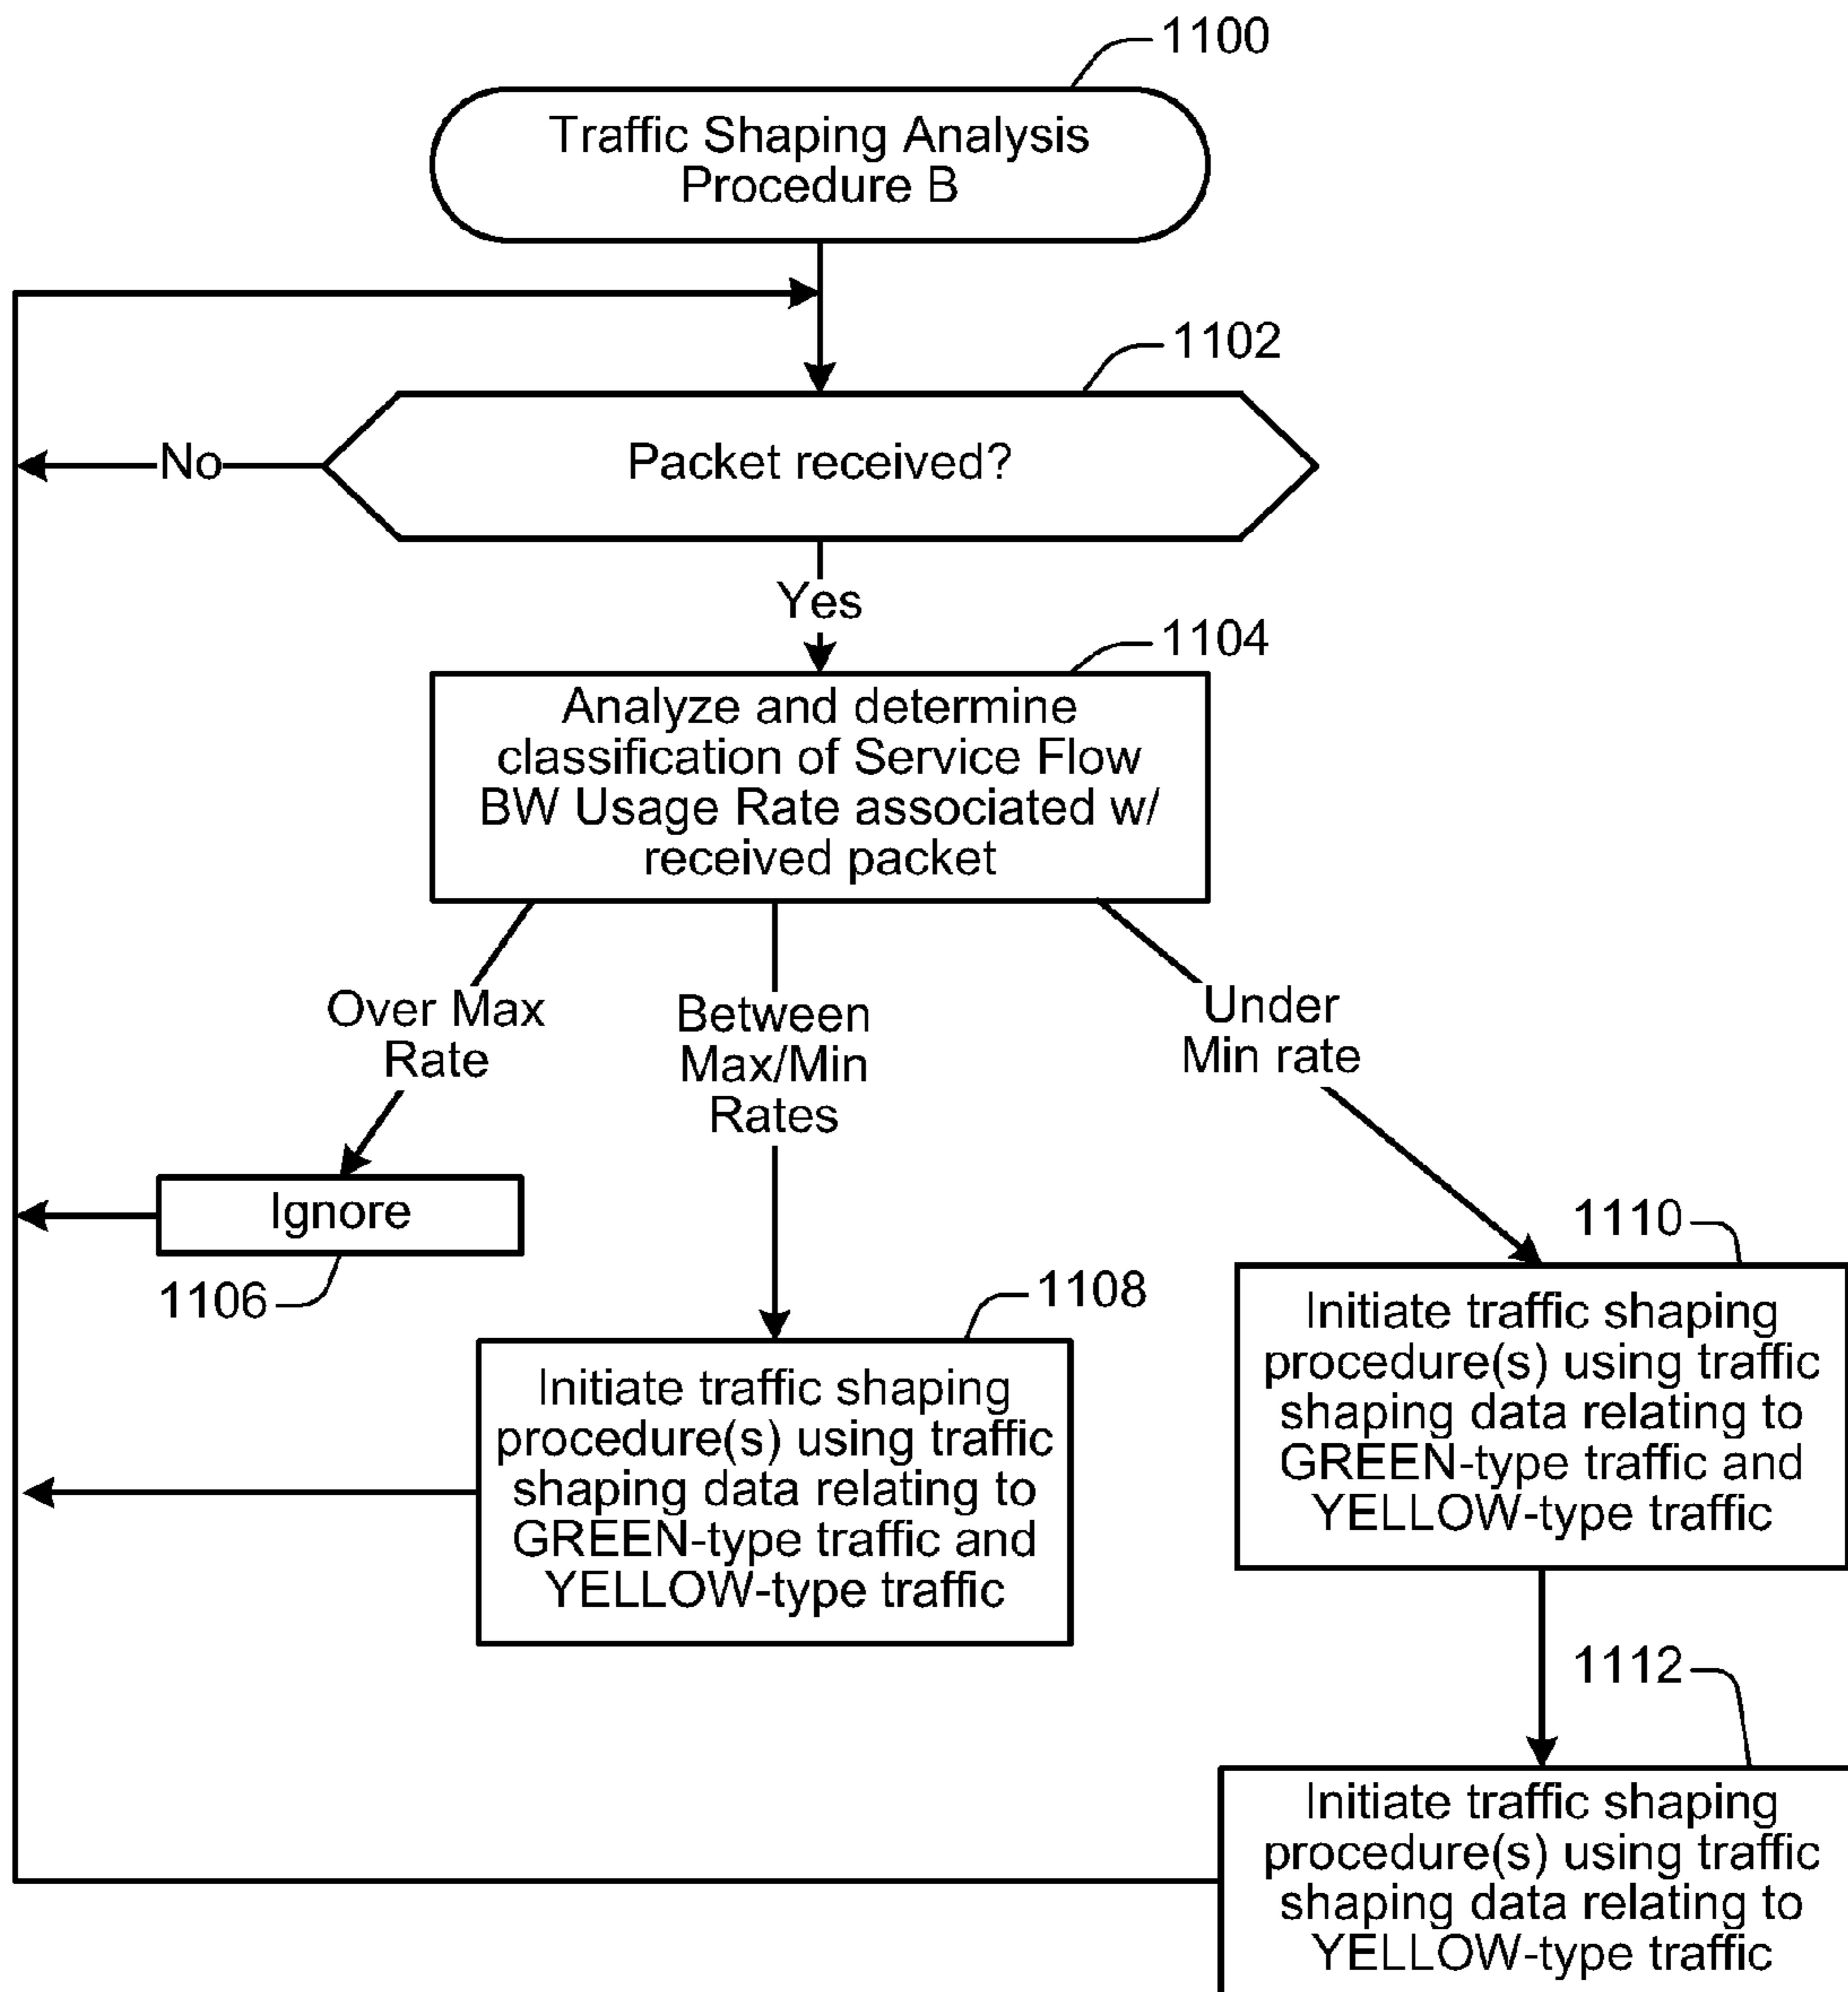 1100
Traffic Shaping Analysis
Procedure B
1102
Packet received?
No
Yes
1104
Analyze and determine
classification of Service Flow
BW Usage Rate associated w/
received packet
Over Max
Rate
Between
Max/Min
Rates
Under
Min rate
Ignore
1106
1108
Initiate traffic shaping
procedure(s) using traffic
shaping data relating to
GREEN-type traffic and
YELLOW-type traffic
1110
Initiate traffic shaping
procedure(s) using traffic
shaping data relating to
GREEN-type traffic and
YELLOW-type traffic
1112
Initiate traffic shaping
procedure(s) using traffic
shaping data relating to
YELLOW-type traffic